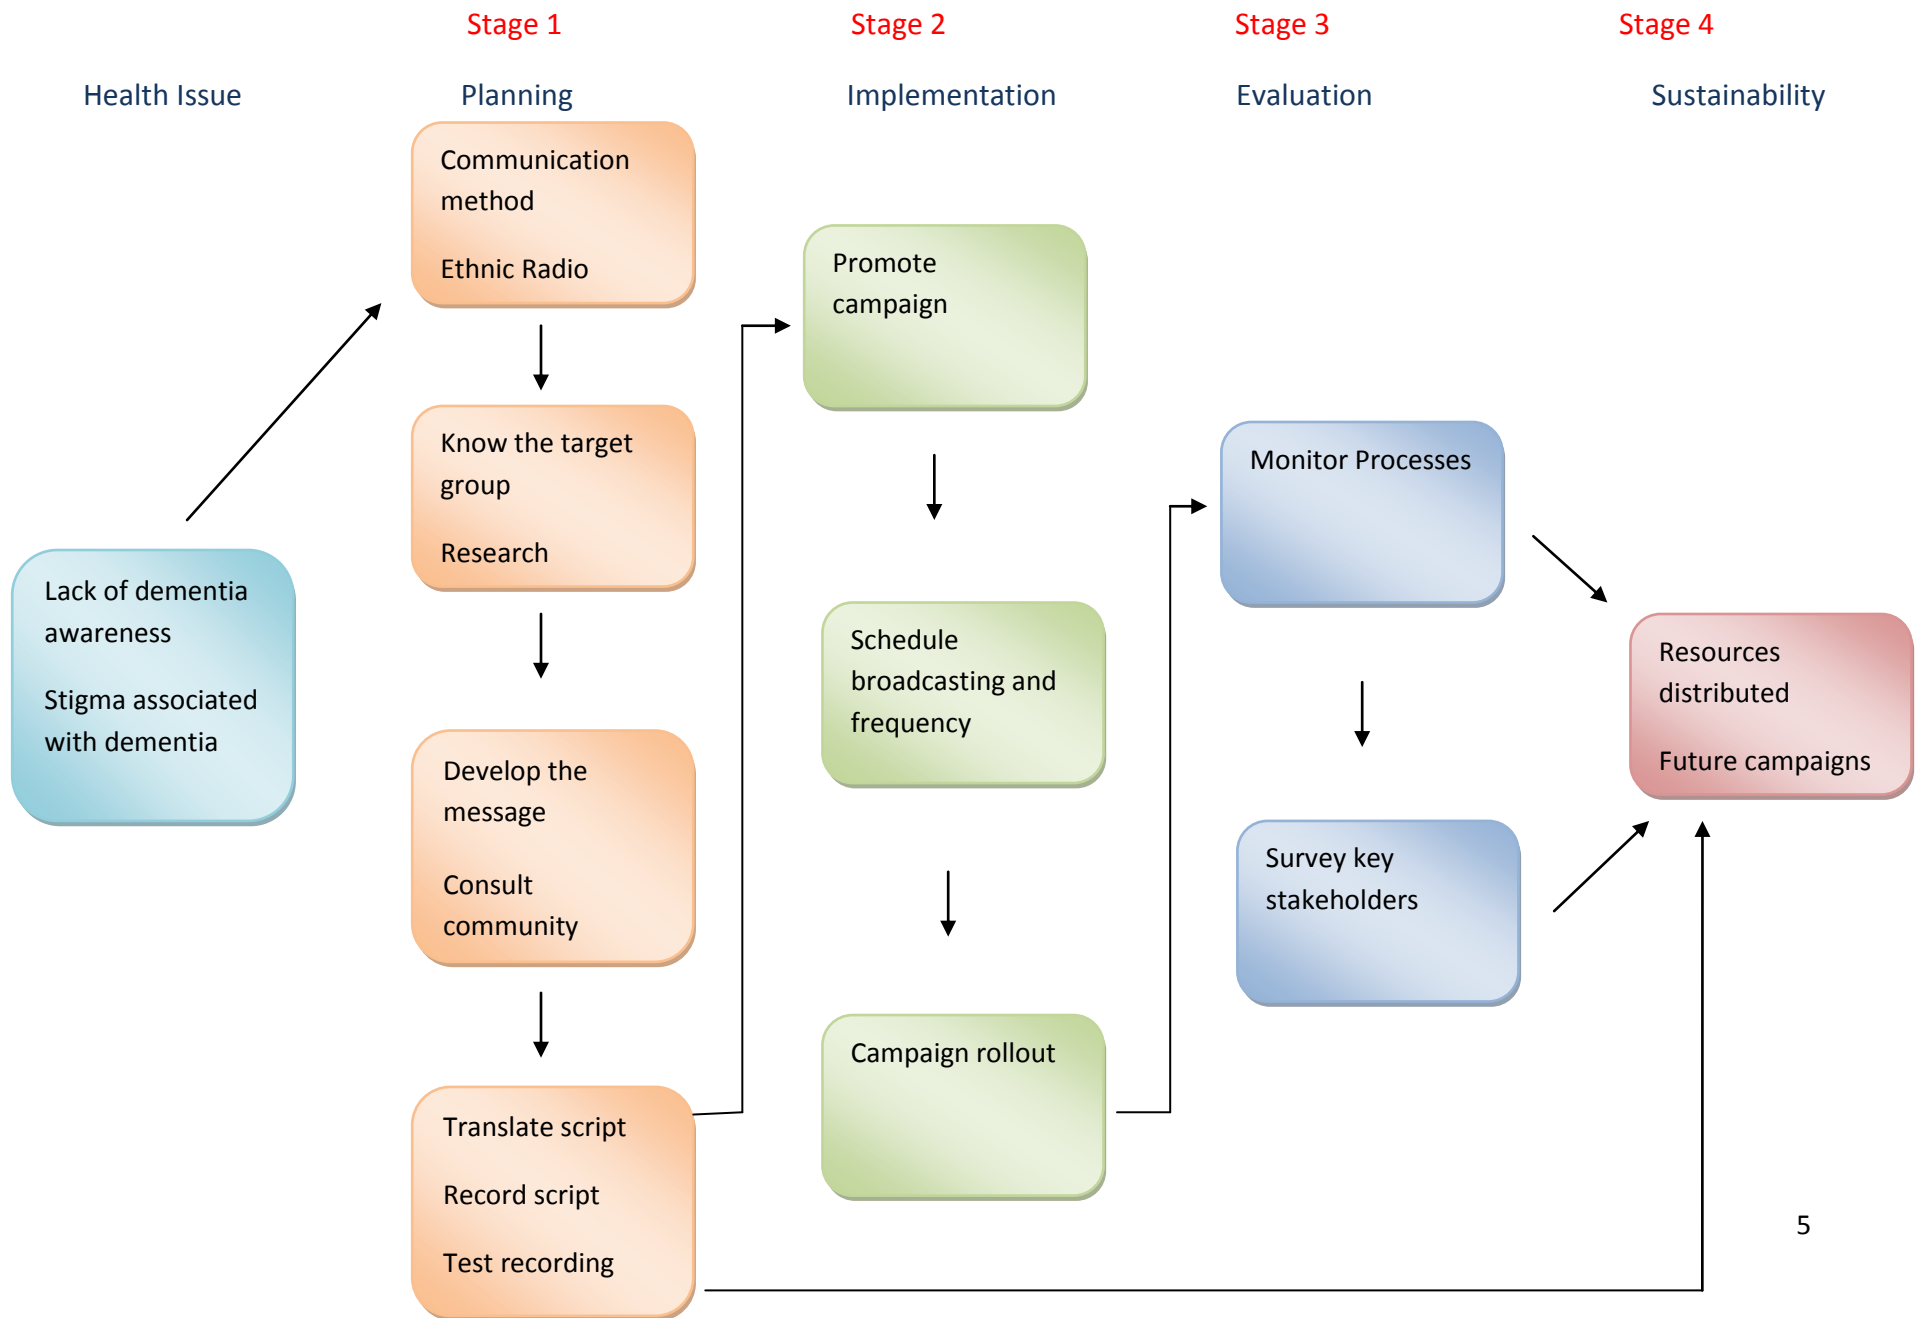 Stage 1
Stage 2
Stage 3
Stage 4
Health Issue
Planning
Implementation
Evaluation
Sustainability
Lack of dementia
awareness
Stigma associated
with dementia
Communication
method
Ethnic Radio
Know the target
group
Research
Develop the
message
Consult
community
Translate script
Record script
Test recording
Promote
campaign
Schedule
broadcasting and
frequency
Campaign rollout
Monitor Processes
Survey key
stakeholders
Resources
distributed
Future campaigns
5